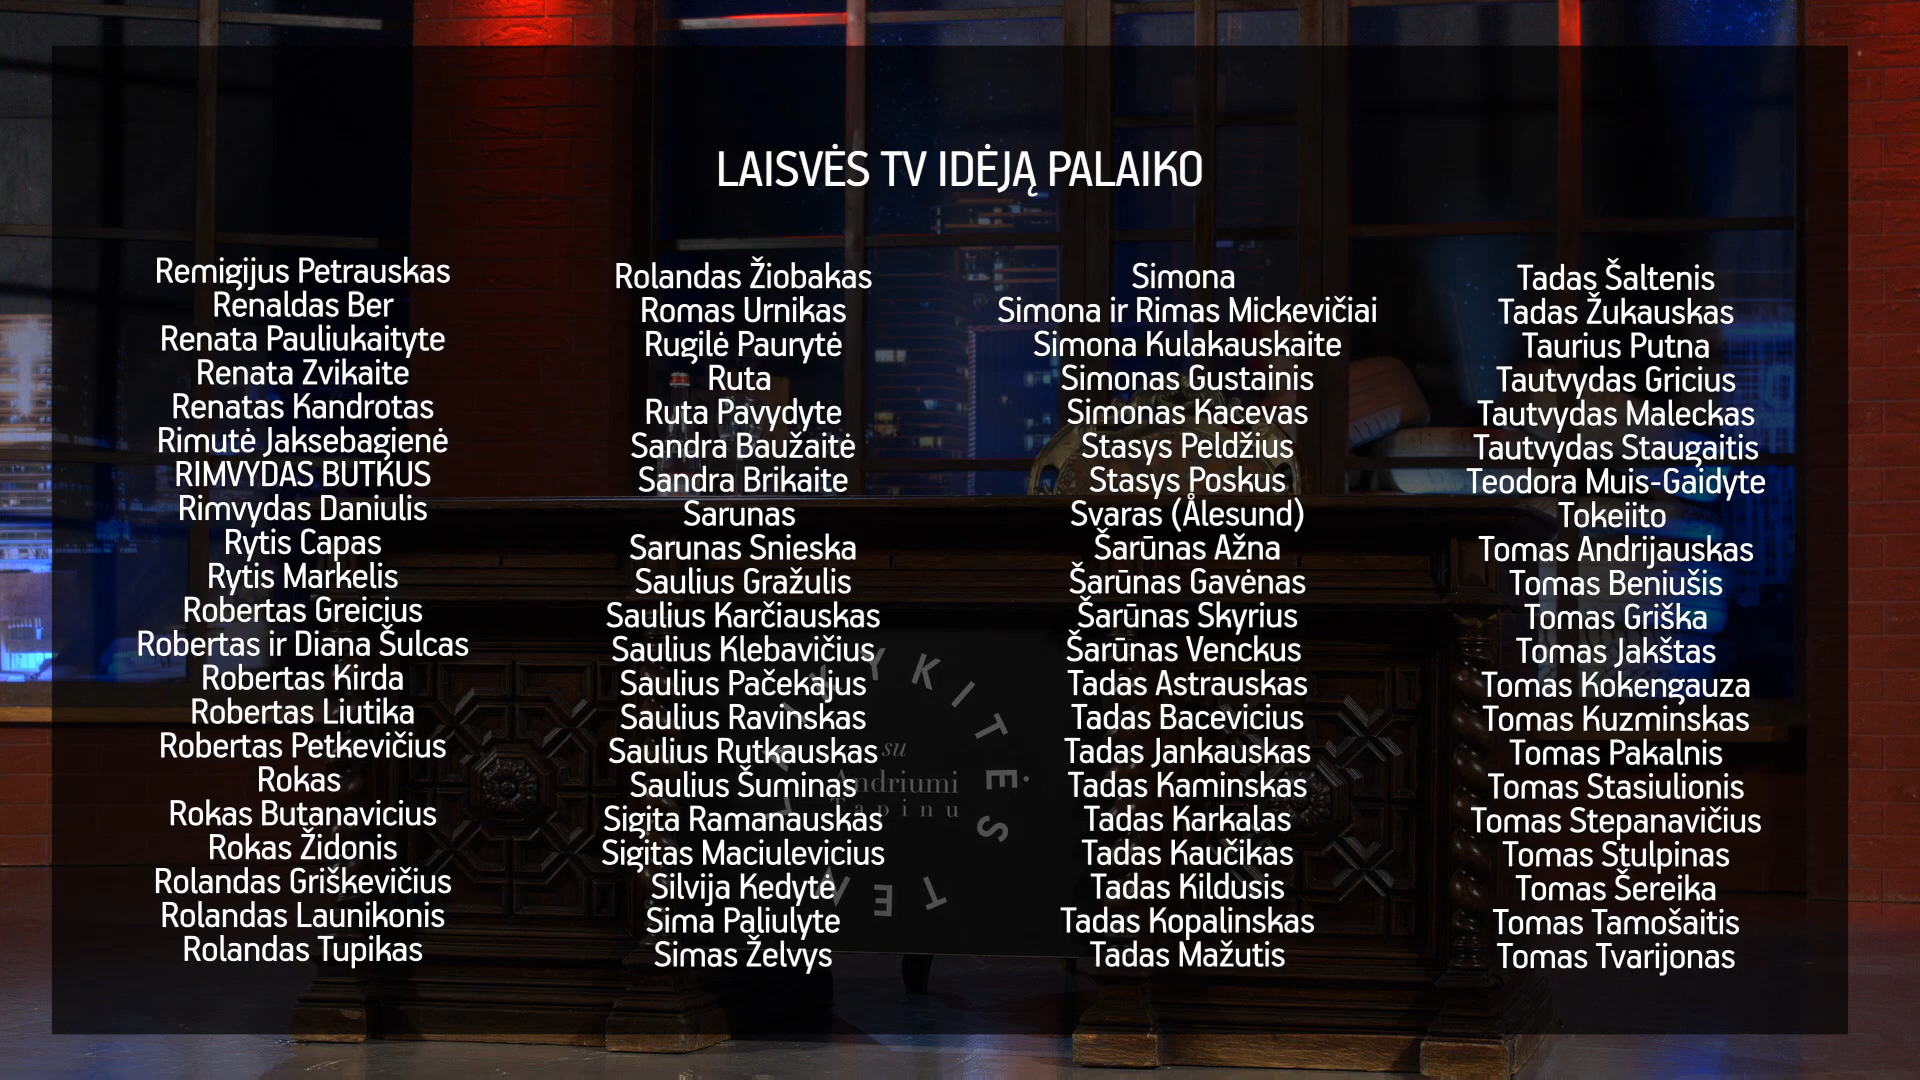 LAISVĖS TV IDĖJĄ PALAIKO
Remigijus Petrauskas
Renaldas Ber
Renata Pauliukaityte
Renata Zvikaite
Renatas Kandrotas
Rimutė Jaksebagienė
RIMVYDAS BUTKUS
Rimvydas Daniulis
Rytis Capas
Rytis Markelis
Robertas Greicius
Robertas ir Diana Šulcas
Robertas Kirda
Robertas Liutika
Robertas Petkevičius
Rokas
Rokas Butanavicius
Rokas Židonis
Rolandas Griškevičius
Rolandas Launikonis
Rolandas Tupikas
Rolandas Žiobakas
Romas Urnikas
Rugilė Paurytė
Ruta
Ruta Pavydyte
Sandra Baužaitė
Sandra Brikaite
Sarunas
Sarunas Snieska
Saulius Gražulis
Saulius Karčiauskas
Saulius Klebavičius
Saulius Pačekajus
Saulius Ravinskas
Saulius Rutkauskas
Saulius Šuminas
Sigita Ramanauskas
Sigitas Maciulevicius
Silvija Kedytė
Sima Paliulyte
Simas Želvys
Simona
Simona ir Rimas Mickevičiai
Simona Kulakauskaite
Simonas Gustainis
Simonas Kacevas
Stasys Peldžius
Stasys Poskus
Svaras (Ålesund)
Šarūnas Ažna
Šarūnas Gavėnas
Šarūnas Skyrius
Šarūnas Venckus
Tadas Astrauskas
Tadas Bacevicius
Tadas Jankauskas
Tadas Kaminskas
Tadas Karkalas
Tadas Kaučikas
Tadas Kildusis
Tadas Kopalinskas
Tadas Mažutis
Tadas Šaltenis
Tadas Žukauskas
Taurius Putna
Tautvydas Gricius
Tautvydas Maleckas
Tautvydas Staugaitis
Teodora Muis-Gaidyte
Tokeiito
Tomas Andrijauskas
Tomas Beniušis
Tomas Griška
Tomas Jakštas
Tomas Kokengauza
Tomas Kuzminskas
Tomas Pakalnis
Tomas Stasiulionis
Tomas Stepanavičius
Tomas Stulpinas
Tomas Šereika
Tomas Tamošaitis
Tomas Tvarijonas
su